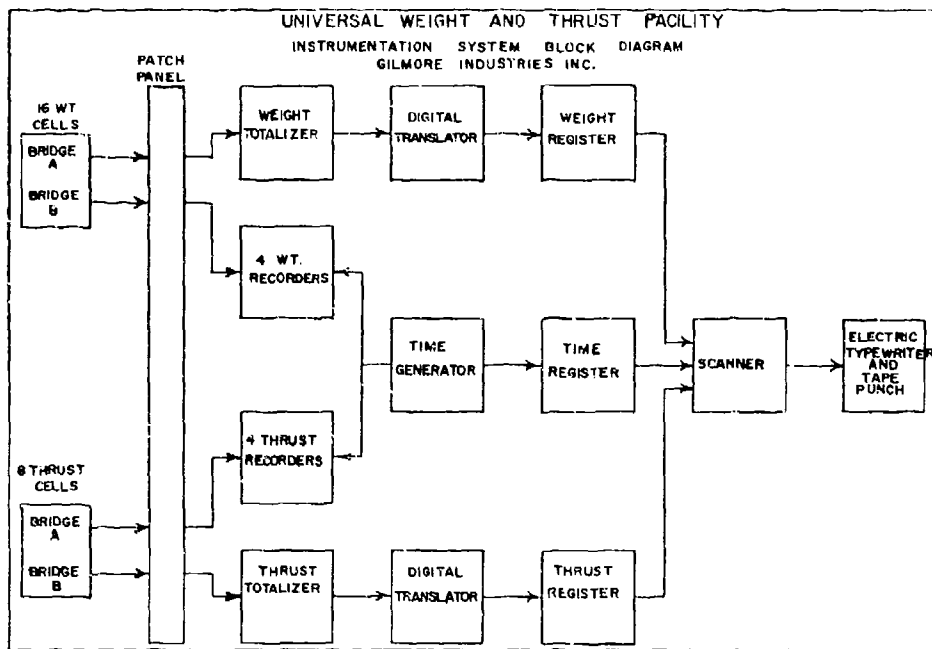 UNIVERSAL WEIGHT AND THRUST FACILITY
INSTRUMENTATION SYSTEM BLOCK DIAGRAM
GILMORE INDUSTRIES INC.
PATCH
PANEL
16 WT
CELLS
BRIDGE
A
BRIDGE
B
WEIGHT
TOTALIZER
DIGITAL
TRANSLATOR
WEIGHT
REGISTER
4 WT.
RECORDERS
TIME
GENERATOR
TIME
REGISTER
SCANNER
ELECTRIC
TYPEWRITER
AND
TAPE
PUNCH
4 THRUST
RECORDERS
8 THRUST
CELLS
BRIDGE
A
BRIDGE
B
THRUST
TOTALIZER
DIGITAL
TRANSLATOR
THRUST
REGISTER